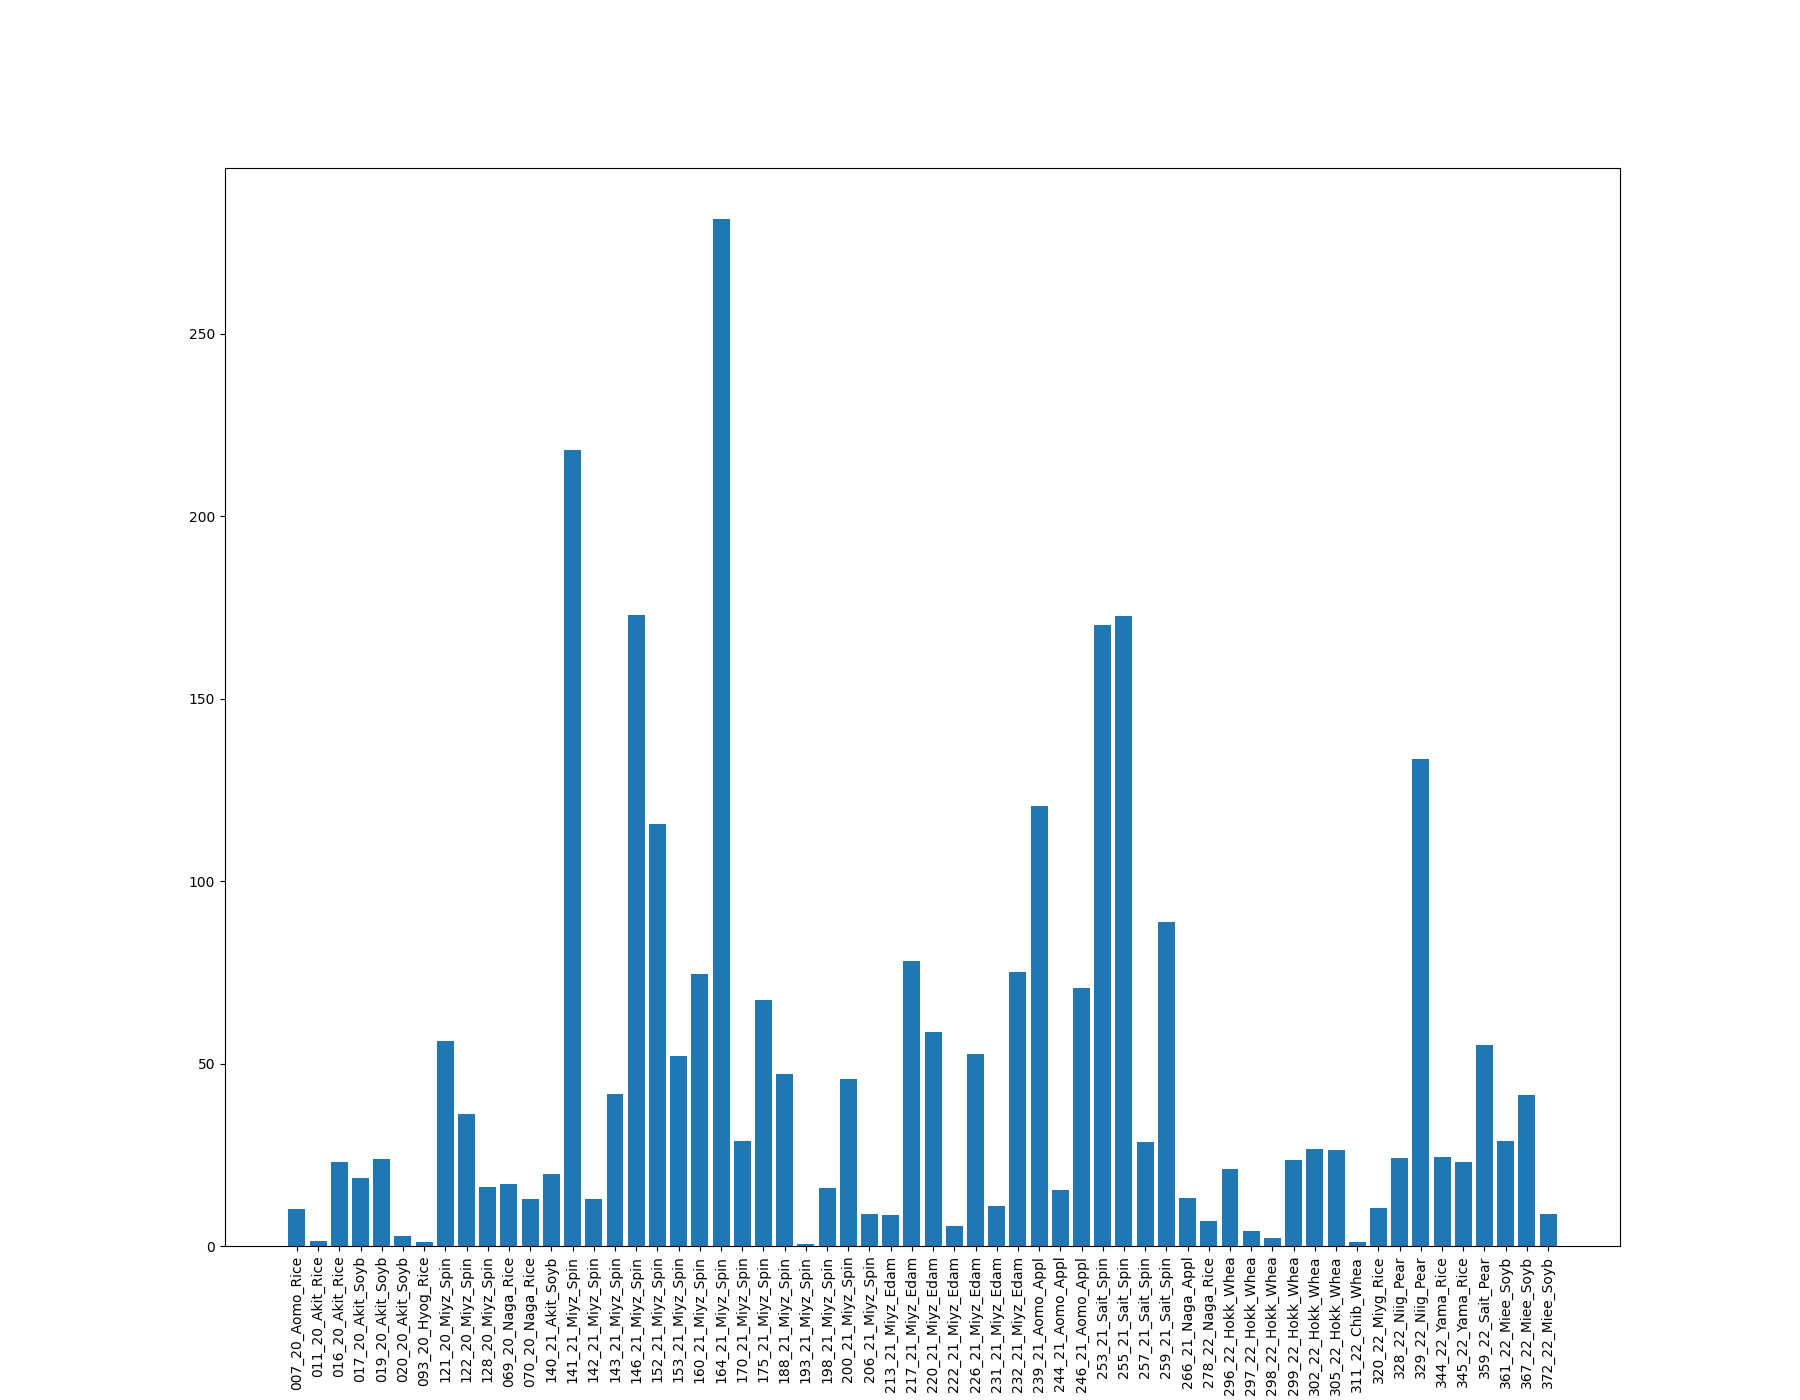 250
200
150
100
50
0
007_20_Aomo_Rice
011_20_Akit_Rice
016_20_Akit_Rice
017_20_Akit_Soyb
019_20_Akit_Soyb
020_20_Akit_Soyb
093_20_Hyog_Rice
121_20_Miyz_Spin
122_20_Miyz_Spin
128_20_Miyz_Spin
069_20_Naga_Rice
070_20_Naga_Rice
140_21_Akit_Soyb
141_21_Miyz_Spin
142_21_Miyz_Spin
143_21_Miyz_Spin
146_21_Miyz_Spin
152_21_Miyz_Spin
153_21_Miyz_Spin
160_21_Miyz_Spin
164_21_Miyz_Spin
170_21_Miyz_Spin
175_21_Miyz_Spin
188_21_Miyz_Spin
193_21_Miyz_Spin
198_21_Miyz_Spin
200_21_Miyz_Spin
206_21_Miyz_Spin
213_21_Miyz_Edam
217_21_Miyz_Edam
220_21_Miyz_Edam
222_21_Miyz_Edam
226_21_Miyz_Edam
231_21_Miyz_Edam
232_21_Miyz_Edam
239_21_Aomo_Appl
244_21_Aomo_Appl
246_21_Aomo_Appl
253_21_Sait_Spin
255_21_Sait_Spin
257_21_Sait_Spin
259_21_Sait_Spin
266_21_Naga_Appl
278_22_Naga_Rice
296_22_Hokk_Whea
297_22_Hokk_Whea
298_22_Hokk_Whea
299_22_Hokk_Whea
302_22_Hokk_Whea
305_22_Hokk_Whea
311_22_Chib_Whea
320_22_Miyg_Rice
328_22_Niig_Pear
329_22_Niig_Pear
344_22_Yama_Rice
345_22_Yama_Rice
359_22_Sait_Pear
361_22_Miee_Soyb
367_22_Miee_Soyb
372_22_Miee_Soyb